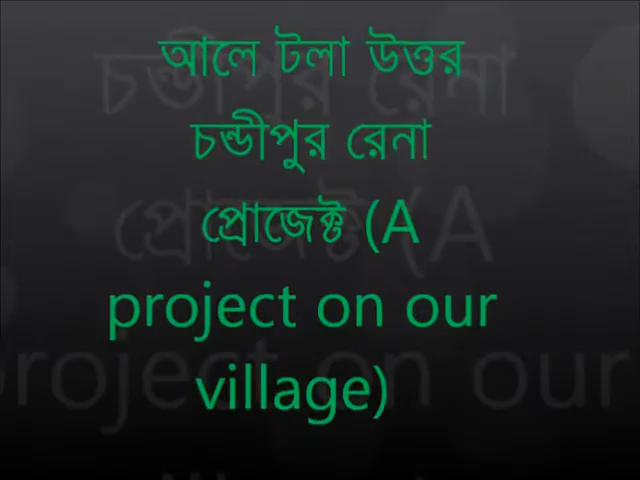 আলে টলা উত্তর
চন্ডীপুর রেনা
প্রোজেক্ট (A
project on our
village)